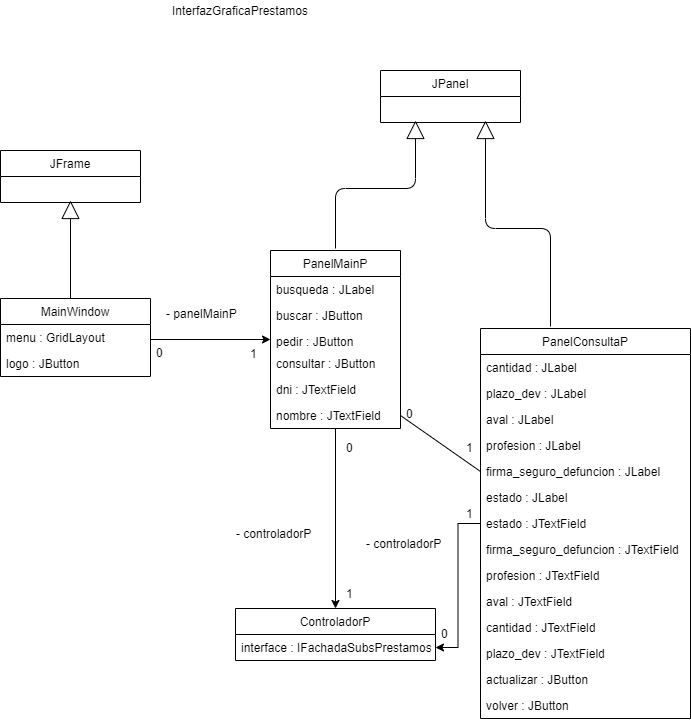 InterfazGraficaPrestamos
JPanel
JFrame
MainWindow
menu : GridLayout
logo : JButton
- panelMainP
0
1
PanelMainP
busqueda : JLabel
buscar : JButton
pedir : JButton
consultar : JButton
dni : JTextField
nombre : JTextField
0
1
0
1
- controladorP
- controladorP
1
0
ControladorP
interface : IFachadaSubsPrestamos
PanelConsultaP
cantidad : JLabel
plazo_dev : JLabel
aval : JLabel
profesion : JLabel
firma_seguro_defuncion : JLabel
estado : JLabel
estado : JTextField
firma_seguro_defuncion : JTextField
profesion : JTextField
aval : JTextField
cantidad : JTextField
plazo_dev : JTextField
actualizar : JButton
volver : JButton